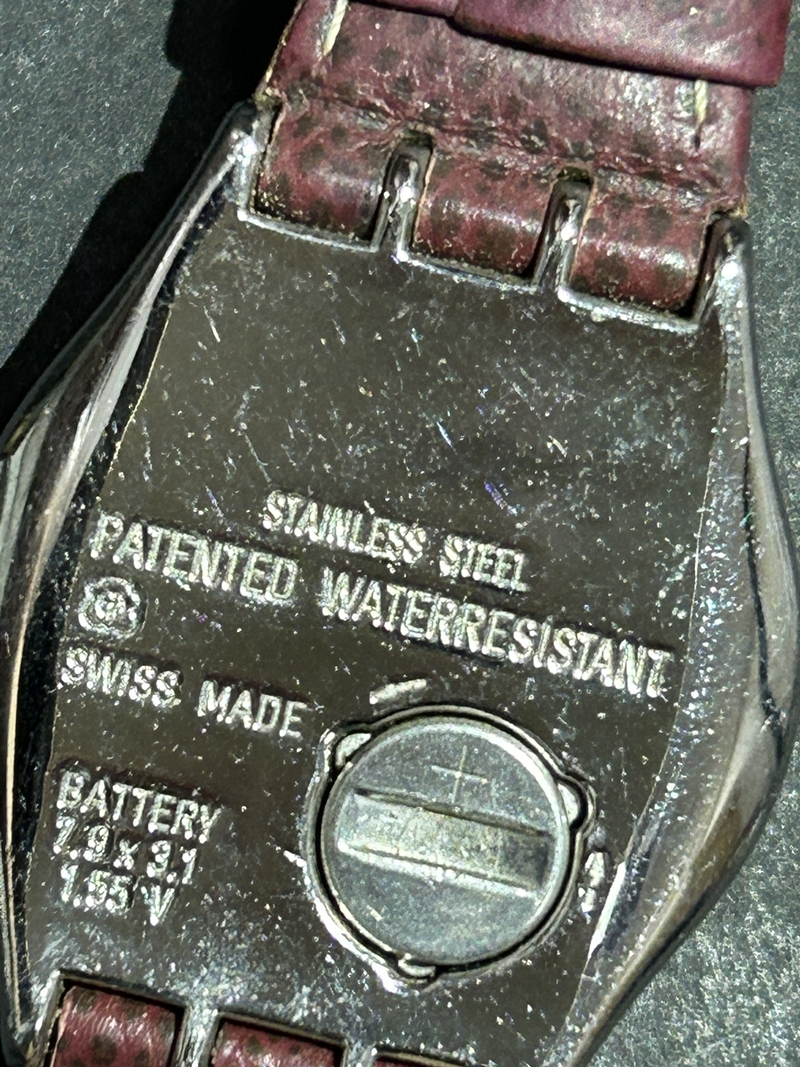 STAINLESS STEEL
PATENTED WATERRESISTANT
SWISS MADE
BATTERY
7.9 x 3.1
1.55 V
+